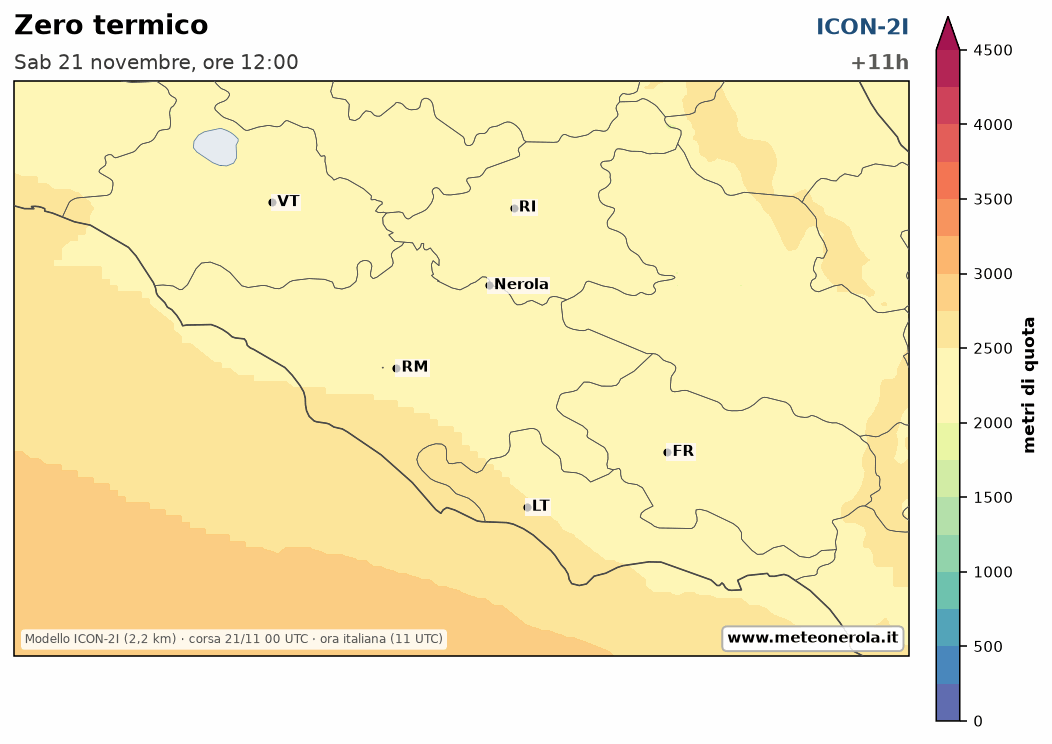 Zero termico
ICON-2I
Sab 21 novembre, ore 12:00
+11h
VT
RI
Nerola
RM
FR
LT
Modello ICON-2I (2,2 km) · corsa 21/11 00 UTC · ora italiana (11 UTC)
www.meteonerola.it
4500
4000
3500
3000
2500
2000
1500
1000
500
0
metri di quota